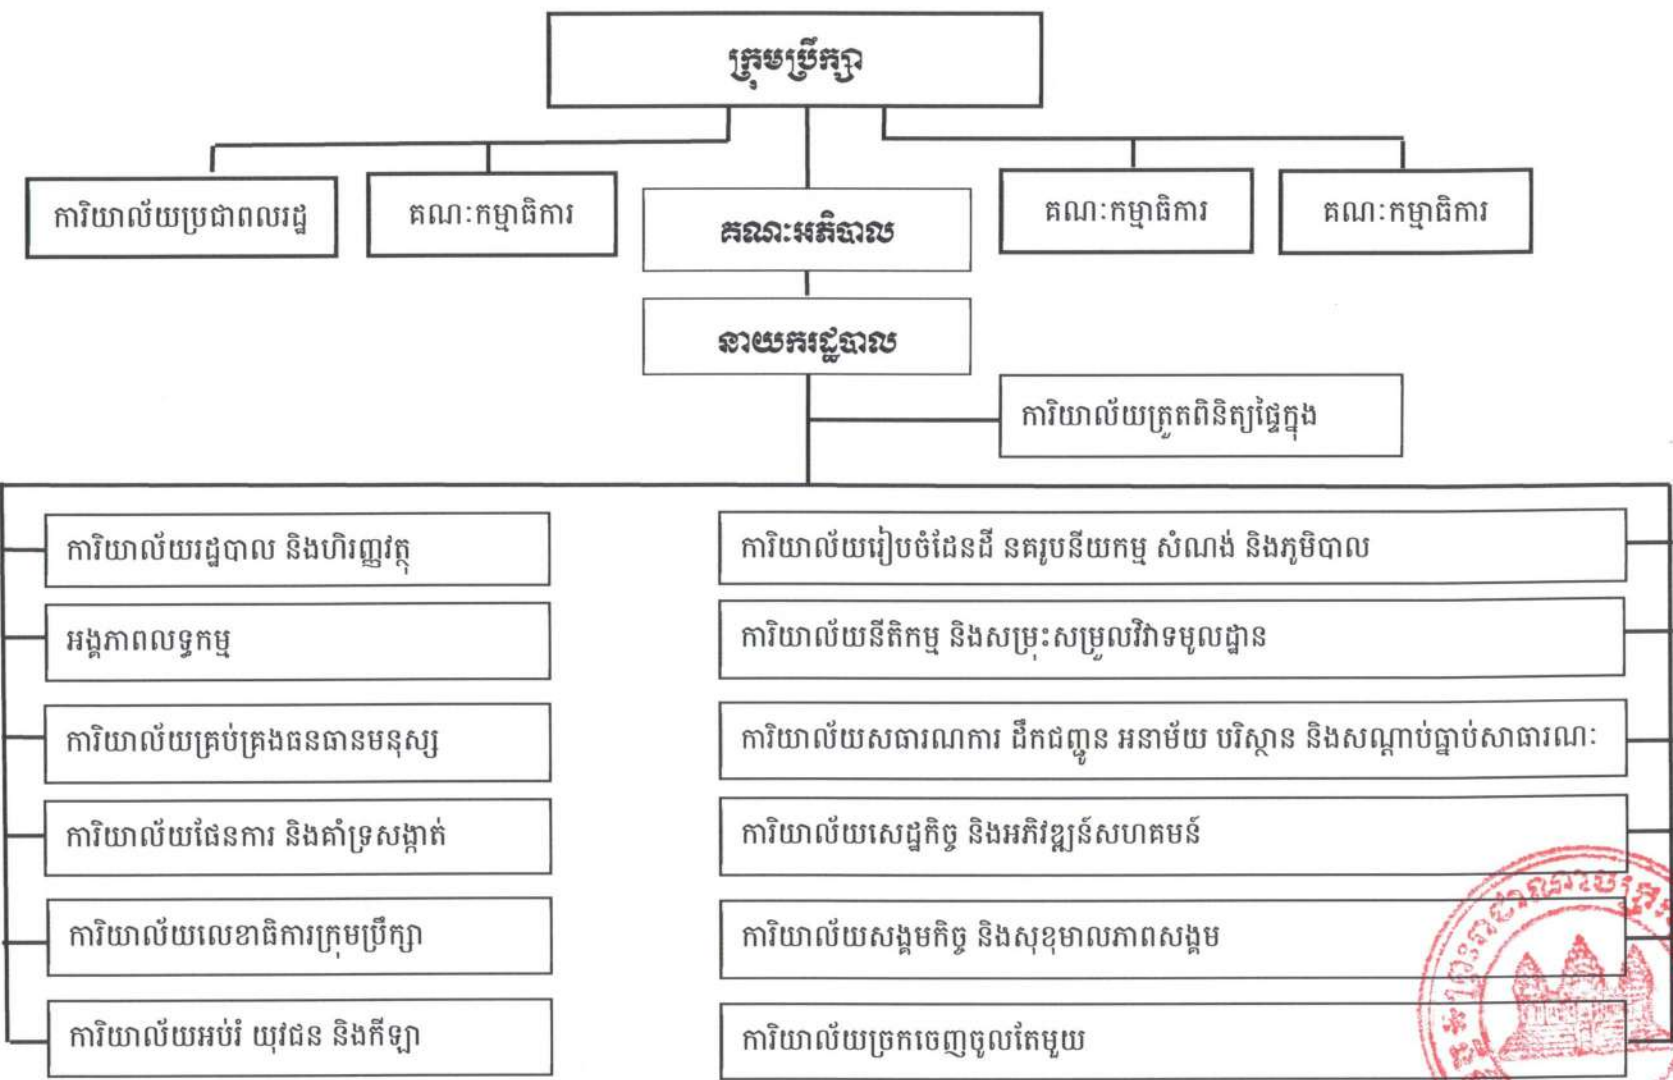 ក្រុមប្រឹក្សា
ការិយាល័យប្រជាពលរដ្ឋ
គណៈកម្មាធិការ
គណៈអភិបាល
គណៈកម្មាធិការ
គណៈកម្មាធិការ
នាយករដ្ឋបាល
ការិយាល័យត្រួតពិនិត្យផ្ទៃក្នុង
ការិយាល័យរដ្ឋបាល និងហិរញ្ញវត្ថុ
អង្គភាពលទ្ធកម្ម
ការិយាល័យគ្រប់គ្រងធនធានមនុស្ស
ការិយាល័យផែនការ និងគាំទ្រសង្កាត់
ការិយាល័យលេខាធិការក្រុមប្រឹក្សា
ការិយាល័យអប់រំ យុវជន និងកីឡា
ការិយាល័យរៀបចំដែនដី នគរូបនីយកម្ម សំណង់ និងភូមិបាល
ការិយាល័យនីតិកម្ម និងសម្រុះសម្រួលវិវាទមូលដ្ឋាន
ការិយាល័យសធារណការ ដឹកជញ្ជូន អនាម័យ បរិស្ថាន និងសណ្តាប់ធ្នាប់សាធារណៈ
ការិយាល័យសេដ្ឋកិច្ច និងអភិវឌ្ឍន៍សហគមន៍
ការិយាល័យសង្គមកិច្ច និងសុខុមាលភាពសង្គម
ការិយាល័យច្រកចេញចូលតែមួយ